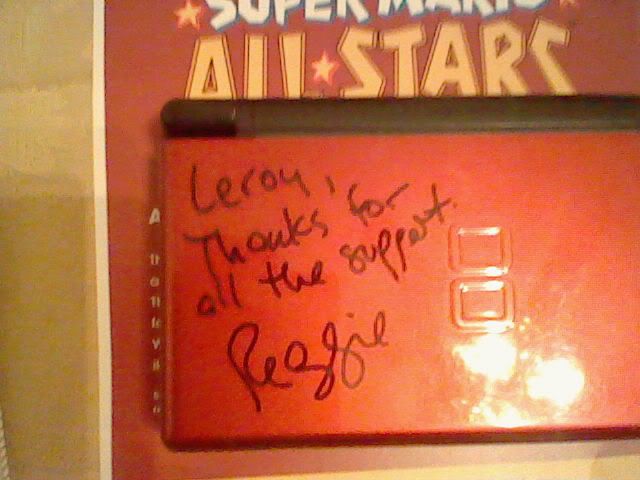 SUPER MARIO
ALL STARS
Leroy,
Thanks for
all the support.
Reggie